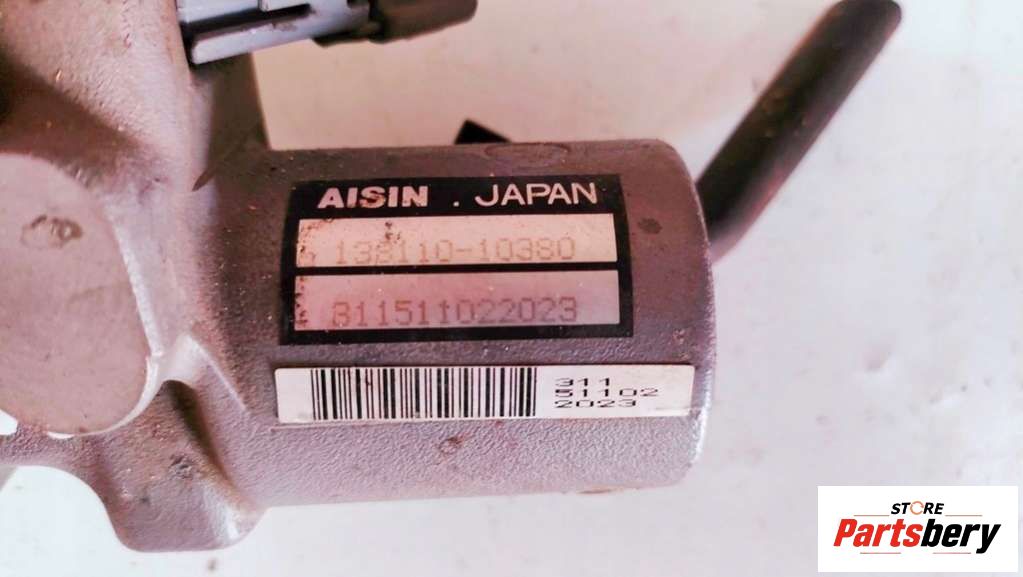 AISIN . JAPAN
138110-10380
311511022023
311
51102
2023
STORE
Partsbery